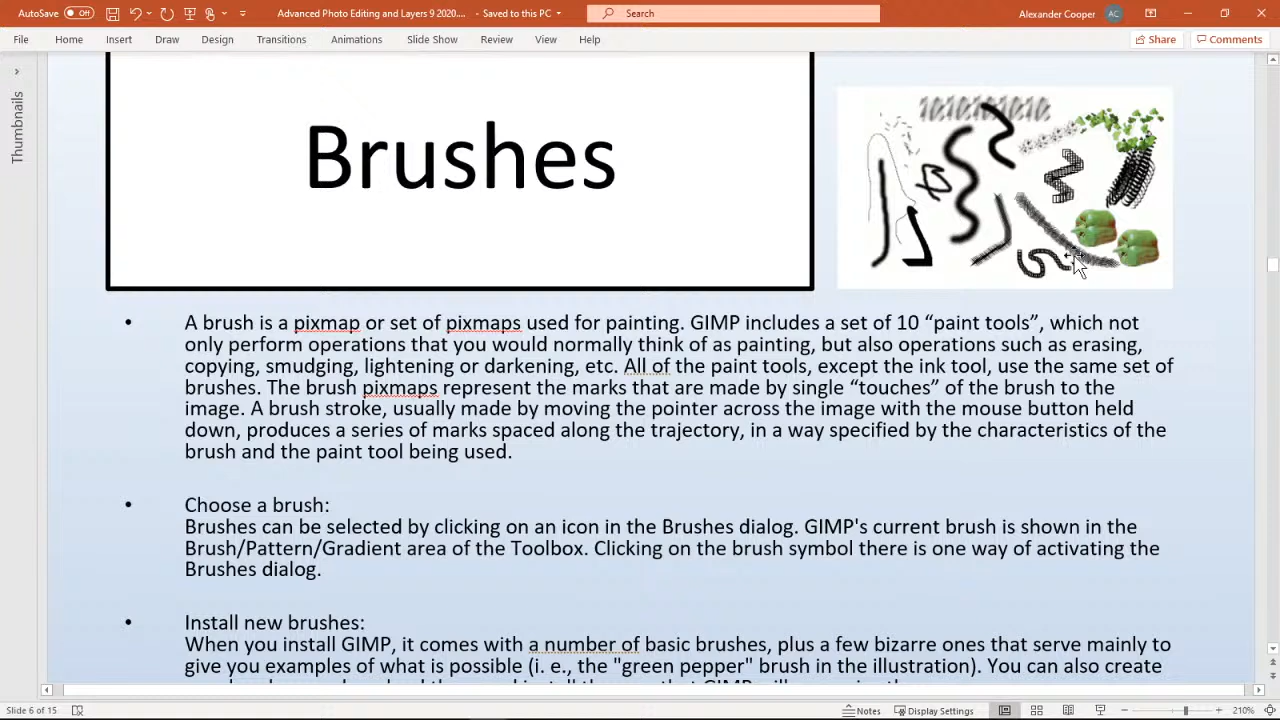 AutoSave Off
Advanced Photo Editing and Layers 9 2020.... - Saved to this PC
Search
Alexander Cooper AC
File Home Insert Draw Design Transitions Animations Slide Show Review View Help
Share Comments
Thumbnails
Brushes
1010101010
• A brush is a pixmap or set of pixmaps used for painting. GIMP includes a set of 10 “paint tools”, which not
only perform operations that you would normally think of as painting, but also operations such as erasing,
copying, smudging, lightening or darkening, etc. All of the paint tools, except the ink tool, use the same set of
brushes. The brush pixmaps represent the marks that are made by single “touches” of the brush to the
image. A brush stroke, usually made by moving the pointer across the image with the mouse button held
down, produces a series of marks spaced along the trajectory, in a way specified by the characteristics of the
brush and the paint tool being used.
• Choose a brush:
Brushes can be selected by clicking on an icon in the Brushes dialog. GIMP's current brush is shown in the
Brush/Pattern/Gradient area of the Toolbox. Clicking on the brush symbol there is one way of activating the
Brushes dialog.
• Install new brushes:
When you install GIMP, it comes with a number of basic brushes, plus a few bizarre ones that serve mainly to
give you examples of what is possible (i. e., the "green pepper" brush in the illustration). You can also create
Slide 6 of 15
Notes Display Settings 210%